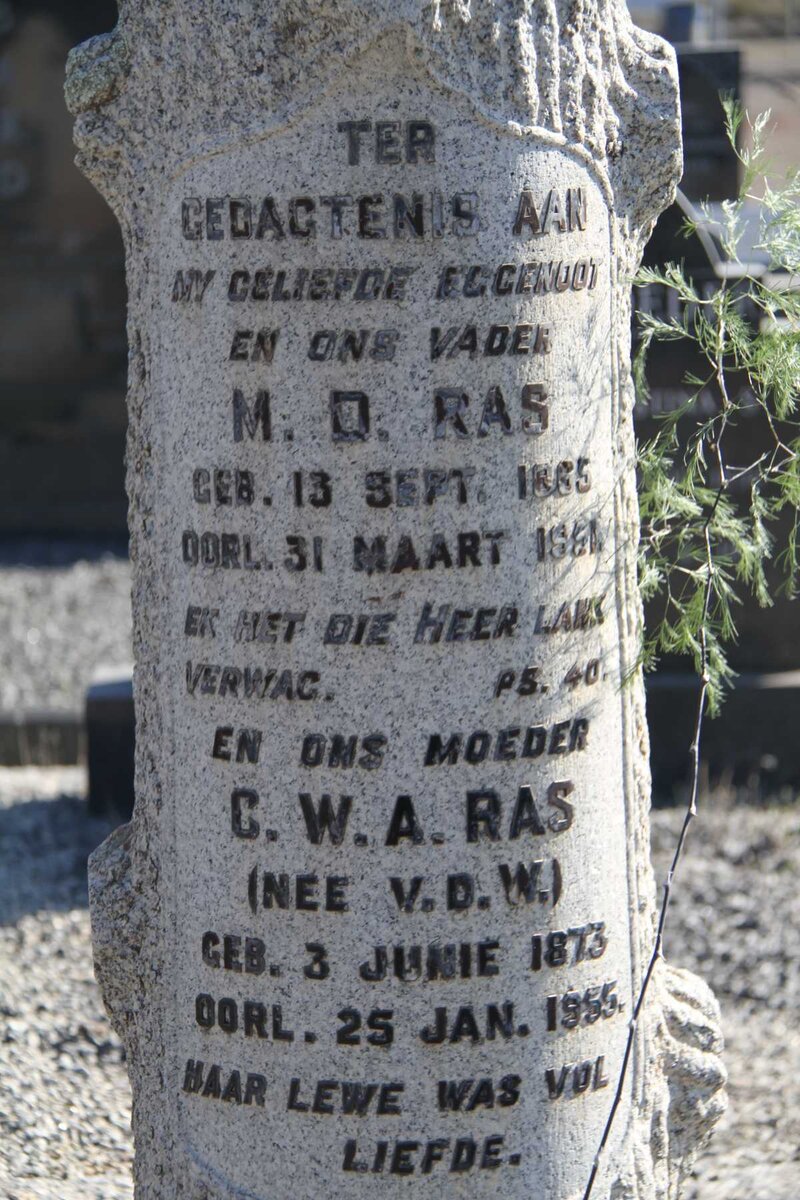 TER
GEDAGTENIS AAN
MY GELIEFDE EGGENOOT
EN ONS VADER
M. D. RAS
GEB. 13 SEPT. 1865
OORL. 31 MAART
EK HET DIE HEER LANK
VERWAG. PS. 40.
EN ONS MOEDER
C. W. A. RAS
(NEE V. D. W.)
GEB. 3 JUNIE 1873
OORL. 25 JAN. 1955.
HAAR LEWE WAS VOL
LIEFDE.